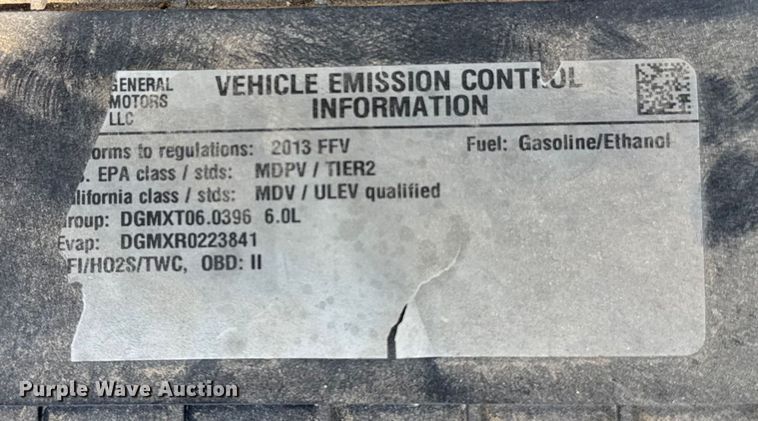 GENERAL
MOTORS
LLC
VEHICLE EMISSION CONTROL
INFORMATION
orms to regulations: 2013 FFV
Fuel: Gasoline/Ethanol
. EPA class / stds: MDPV / TIER2
lifornia class / stds: MDV / ULEV qualified
roup: DGMXT06.0396 6.0L
Evap: DGMXR0223841
FI/HO2S/TWC, OBD: II
Purple Wave Auction